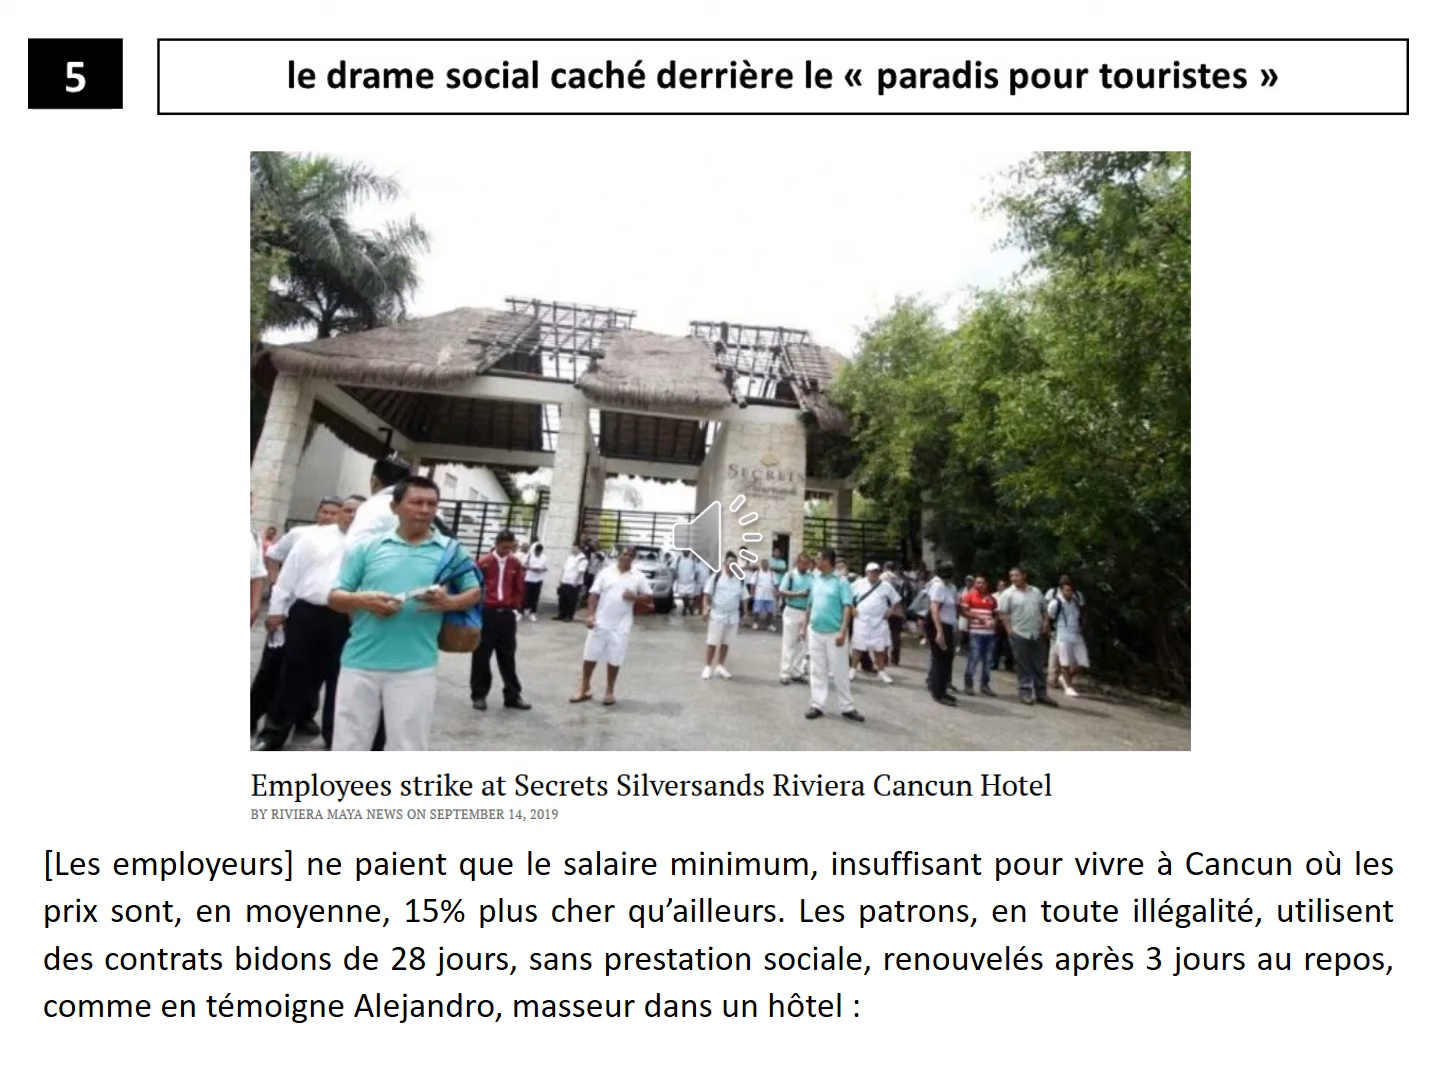 5
le drame social caché derrière le « paradis pour touristes »
SECRETS
Employees strike at Secrets Silversands Riviera Cancun Hotel
BY RIVIERA MAYA NEWS ON SEPTEMBER 14, 2019
[Les employeurs] ne paient que le salaire minimum, insuffisant pour vivre à Cancun où les
prix sont, en moyenne, 15% plus cher qu’ailleurs. Les patrons, en toute illégalité, utilisent
des contrats bidons de 28 jours, sans prestation sociale, renouvelés après 3 jours au repos,
comme en témoigne Alejandro, masseur dans un hôtel :